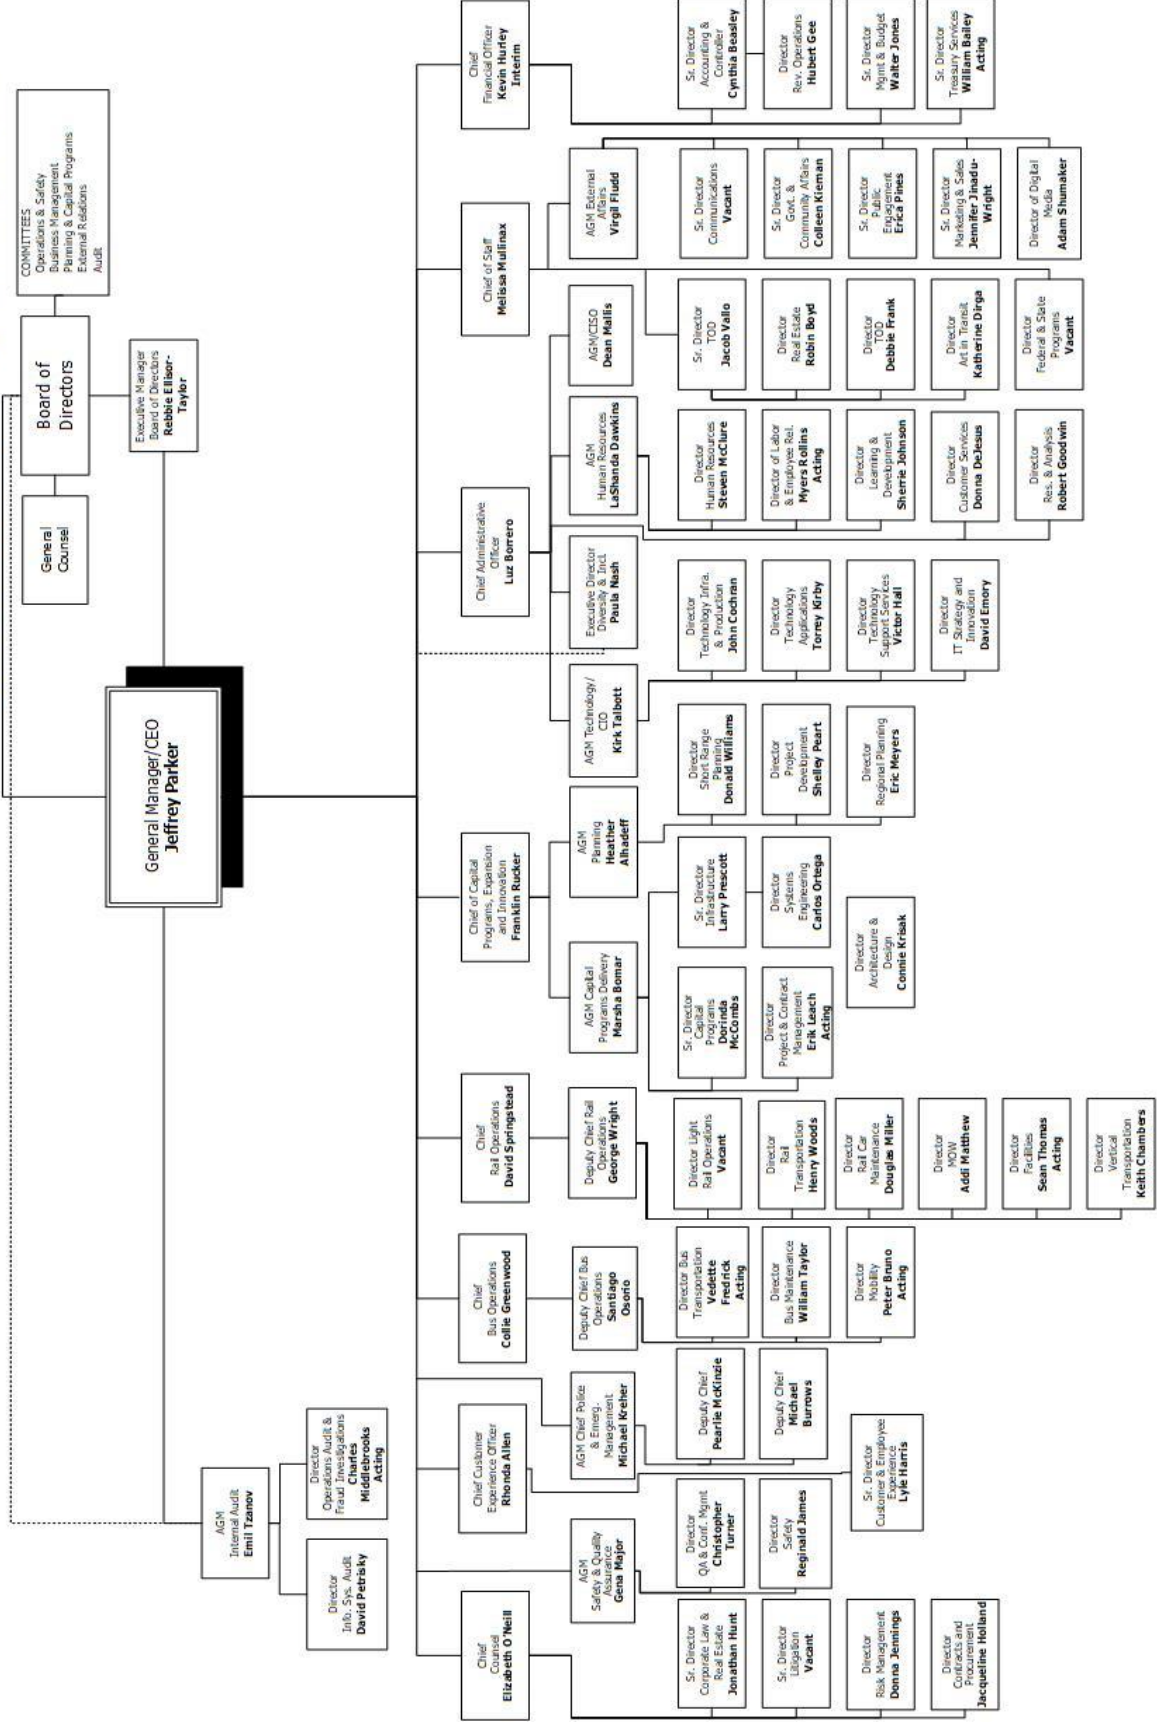 COMMITTEES
Operations & Safety
Business Management
Planning & Capital Programs
External Relations
Audit
Board of
Directors
General
Counsel
Executive Manager
Board of Directors
Rebbie Ellisor-
Taylor
General Manager/CEO
Jeffrey Parker
AGM
Internal Audit
Emil Tzanov
Director
Info. Sys. Audit
David Petrisky
Director
Operations Audit &
Fraud Investigations
Charles
Middlebrooks
Acting
Chief
Counsel
Elizabeth O'Neill
Chief Customer
Experience Officer
Rhonda Allen
Chief
Bus Operations
Collie Greenwood
Chief
Rail Operations
David Springstead
Chief of Capital
Programs, Expansion
and Innovation
Franklin Rucker
Chief Administrative
Officer
Luz Borrero
Chief of Staff
Melissa Mullinax
Chief
Financial Officer
Kevin Hurley
Interim
AGM
Safety & Quality
Assurance
Gena Major
AGM Chief Police
& Emerg.
Management
Michael Kreher
Deputy Chief Bus
Operations
Santiago
Osorio
Deputy Chief Rail
Operations
George Wright
AGM Capital
Programs Delivery
Marsha Bomar
AGM
Planning
Heather
Alhadeff
AGM Technology/
CIO
Kirk Talbott
Executive Director
Diversity & Incl.
Paula Nash
AGM
Human Resources
LaShanda Dawkins
AGM/CISO
Dean Mallis
AGM External
Affairs
Virgil Fludd
Sr. Director
Corporate Law &
Real Estate
Jonathan Hunt
Sr. Director
Litigation
Vacant
Director
Risk Management
Donna Jennings
Director
Contracts and
Procurement
Jacqueline Holland
Director
QA & Conf. Mgmt
Christopher
Turner
Director
Safety
Reginald James
Sr. Director
Customer & Employee
Experience
Lyle Harris
Deputy Chief
Pearlie McKinzie
Deputy Chief
Michael
Burrows
Director Bus
Transportation
Vedette
Fredrick
Acting
Director
Bus Maintenance
William Taylor
Director
Mobility
Peter Bruno
Acting
Director Light
Rail Operations
Vacant
Director
Rail
Transportation
Henry Woods
Director
Rail Car
Maintenance
Douglas Miller
Director
MOW
Addi Matthew
Director
Facilities
Sean Thomas
Acting
Director
Vertical
Transportation
Keith Chambers
Sr. Director
Capital
Programs
Dorinda
McCombs
Director
Project & Contract
Management
Erik Leach
Acting
Sr. Director
Infrastructure
Larry Prescott
Director
Systems
Engineering
Carlos Ortega
Director
Architecture &
Design
Connie Krisak
Director
Short Range
Planning
Donald Williams
Director
Project
Development
Shelley Peart
Director
Regional Planning
Eric Meyers
Director
Technology Infra.
& Production
John Cochran
Director
Technology
Applications
Torrey Kirby
Director
Technology
Support Services
Victor Hall
Director
IT Strategy and
Innovation
David Emory
Director
Human Resources
Steven McClure
Director of Labor
& Employee Rel.
Myers Rollins
Acting
Director
Learning &
Development
Sherrie Johnson
Director
Customer Services
Donna DeJesus
Director
Res. & Analysis
Robert Goodwin
Sr. Director
TOD
Jacob Vallo
Director
Real Estate
Robin Boyd
Director
TOD
Debbie Frank
Director
Art in Transit
Katherine Dirga
Director
Federal & State
Programs
Vacant
Sr. Director
Communications
Vacant
Sr. Director
Govt. &
Community Affairs
Colleen Kieman
Sr. Director
Public
Engagement
Erica Pines
Sr. Director
Marketing & Sales
Jennifer Jinadu-
Wright
Director of Digital
Media
Adam Shumaker
Sr. Director
Accounting &
Controller
Cynthia Beasley
Director
Rev. Operations
Hubert Gee
Sr. Director
Mgmt & Budget
Walter Jones
Sr. Director
Treasury Services
William Bailey
Acting